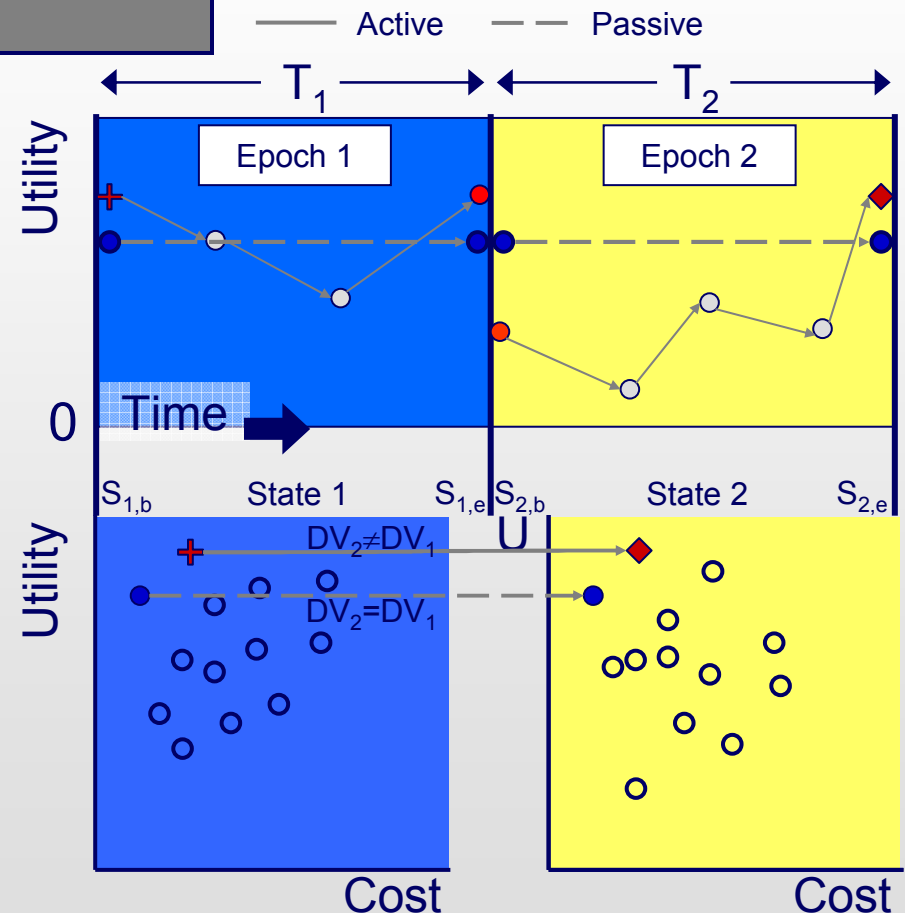 Active Passive
T₁ T₂
Utility
Epoch 1 Epoch 2
0
Time
S₁,b State 1 S₁,e S₂,b State 2 S₂,e
Utility
U
DV₂≠DV₁
DV₂=DV₁
Cost Cost